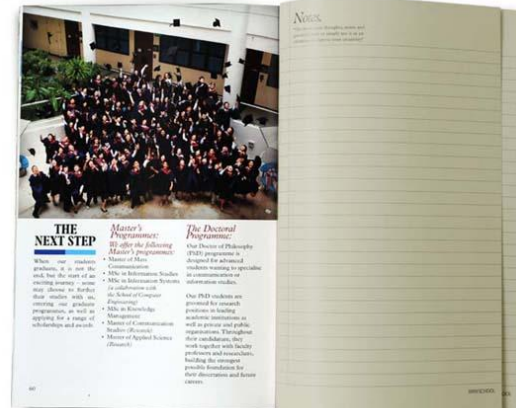 THE
NEXT STEP
When our students
graduate, it is not the
end, but the start of an
exciting journey – some
may choose to further
their studies with us,
entering our graduate
programmes, as well as
applying for a range of
scholarships and awards.
Master's
Programmes:
We offer the following
Master's programmes:
• Master of Mass
Communication
• MSc in Information Studies
• MSc in Information Systems
(a collaboration with
the School of Computer
Engineering)
• MSc in Knowledge
Management
• Master of Communication
Studies (Research)
• Master of Applied Science
(Research)
The Doctoral
Programme:
Our Doctor of Philosophy
(PhD) programme is
designed for advanced
students wanting to specialise
in communication or
information studies.
Our PhD students are
groomed for research
positions in leading
academic institutions as
well as private and public
organisations. Throughout
their candidature, they
work together with faculty
professors and researchers,
building the strongest
possible foundation for
their dissertation and future
careers.
Notes.